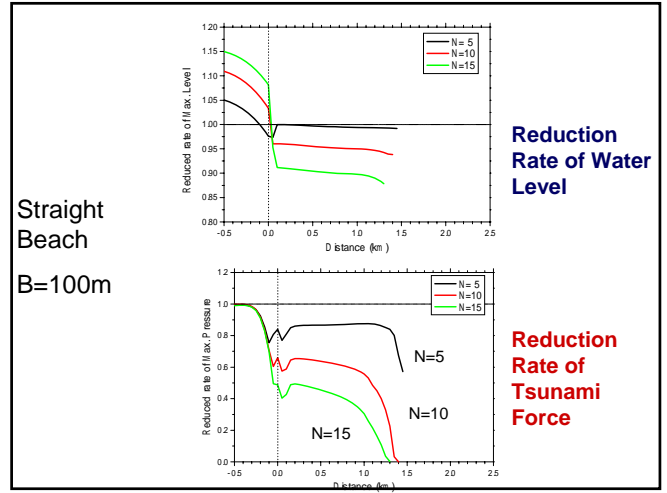 Straight
Beach
B=100m
Reduced rate of Max. Level
1.20
1.15
1.10
1.05
1.00
0.95
0.90
0.85
0.80
N= 5
N=10
N=15
-0.5 0.0 0.5 1.0 1.5 2.0 2.5
Distance (km)
Reduction
Rate of Water
Level
Reduced rate of Max. Pressure
1.2
1.0
0.8
0.6
0.4
0.2
0.0
N= 5
N=10
N=15
N=5
N=10
N=15
-0.5 0.0 0.5 1.0 1.5 2.0 2.5
Distance (km)
Reduction
Rate of
Tsunami
Force